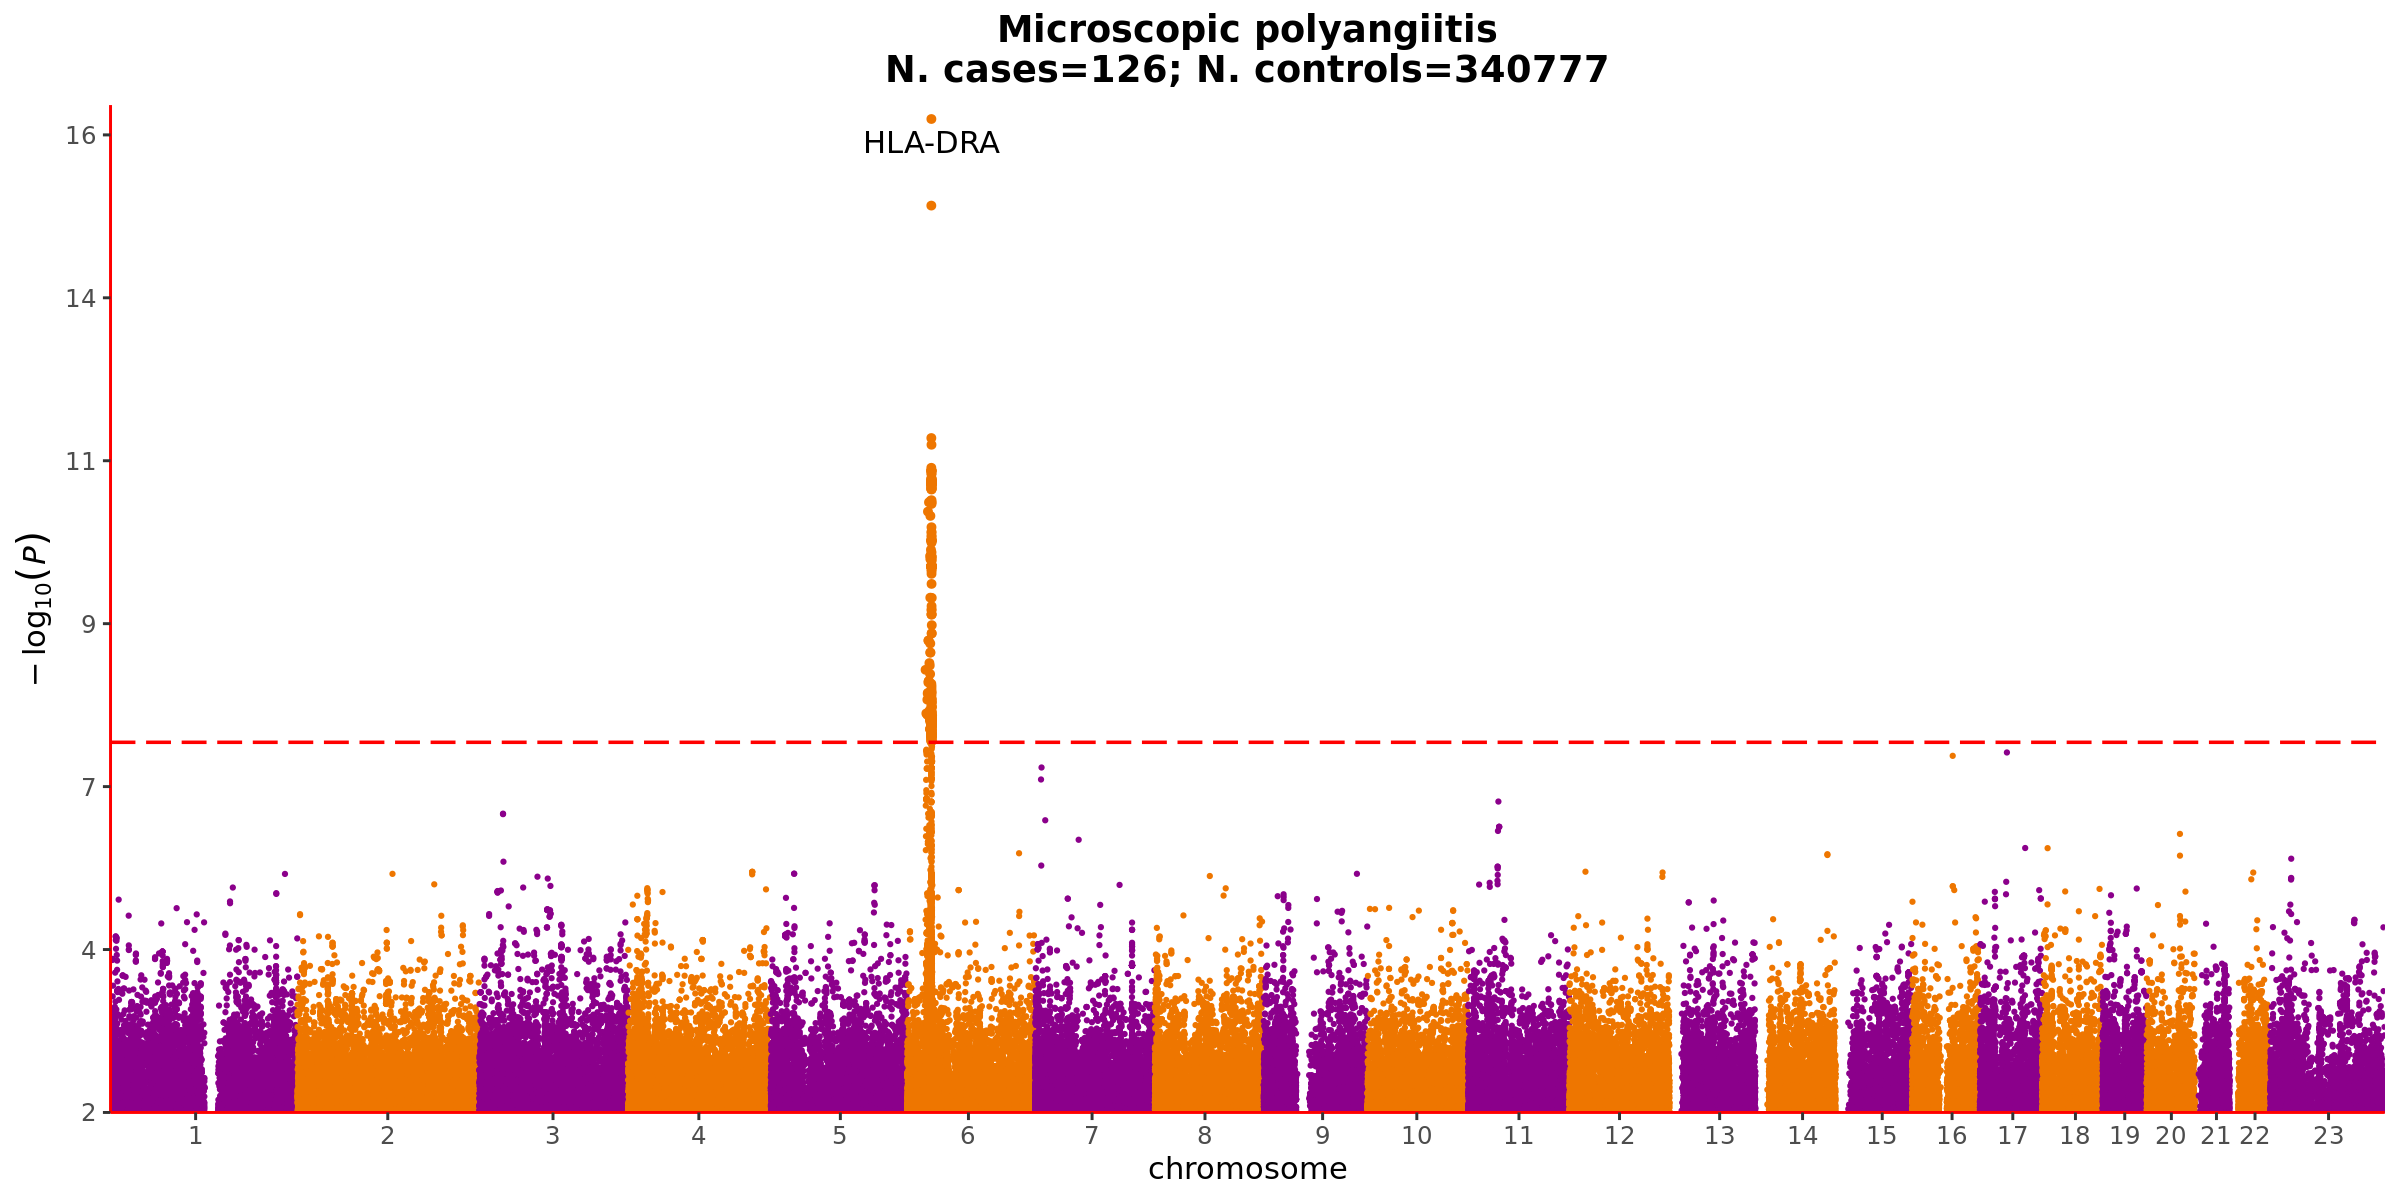 Microscopic polyangiitis
N. cases=126; N. controls=340777
16
HLA-DRA
14
11
9
7
4
2
−log₁₀(P)
1 2 3 4 5 6 7 8 9 10 11 12 13 14 15 16 17 18 19 20 21 22 23
chromosome